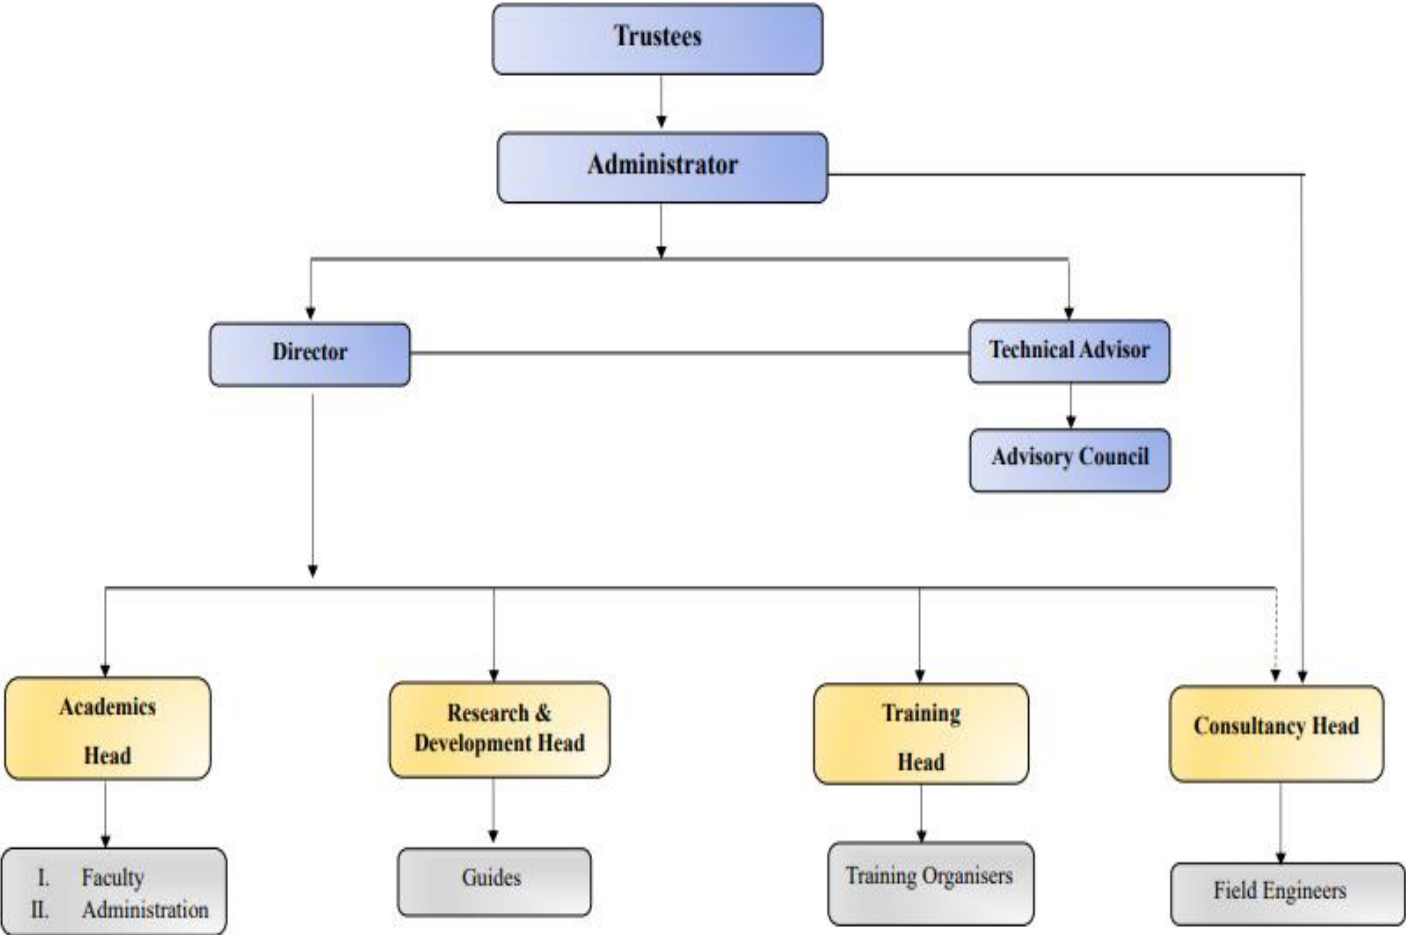 Trustees
Administrator
Director
Technical Advisor
Advisory Council
Academics
Head
Research &
Development Head
Training
Head
Consultancy Head
I. Faculty
II. Administration
Guides
Training Organisers
Field Engineers